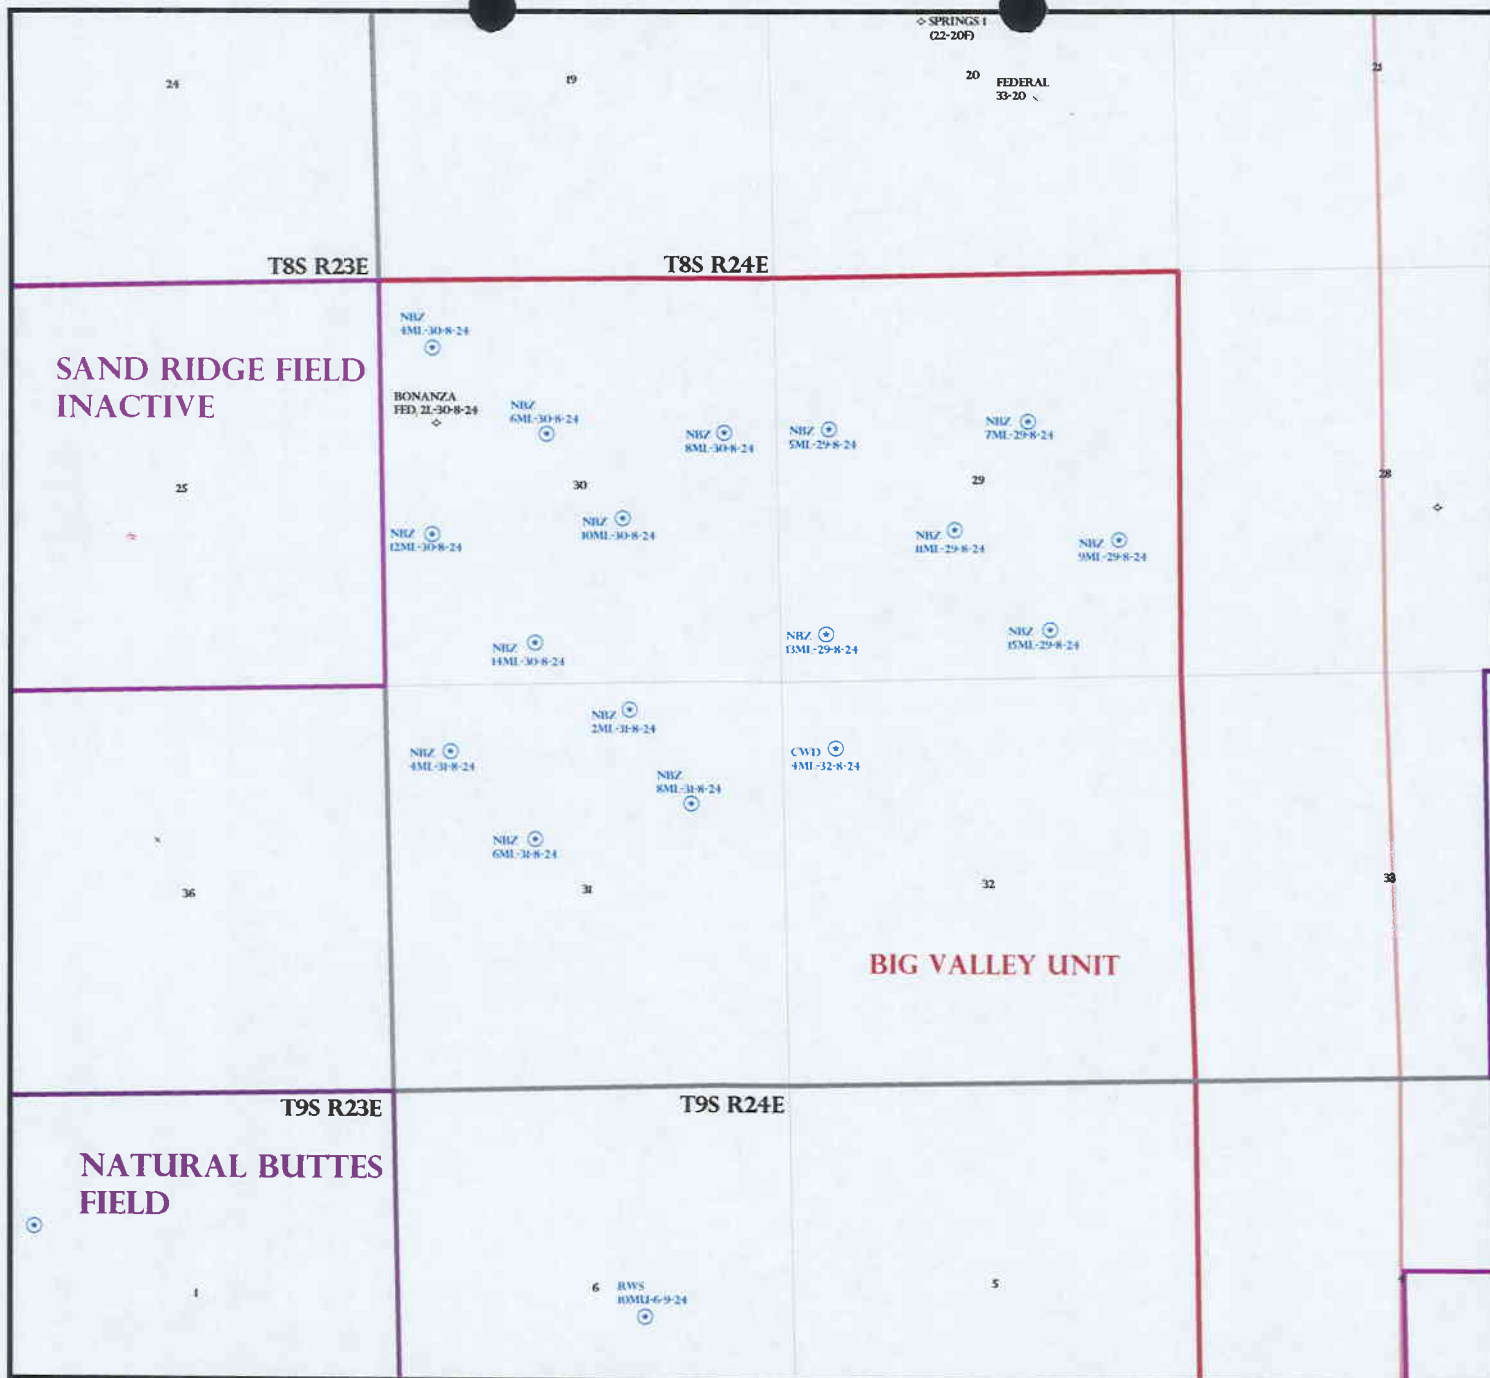 SPRINGS 1
(22-20F)
24
19
20
FEDERAL
33-20
21
T8S R23E
T8S R24E
SAND RIDGE FIELD
INACTIVE
NBZ
4ML-30-8-24
BONANZA
FED. 2L-30-8-24
NBZ
6ML-30-8-24
NBZ
8ML-30-8-24
NBZ
5ML-29-8-24
NBZ
7ML-29-8-24
25
30
29
28
NBZ
12ML-30-8-24
NBZ
10ML-30-8-24
NBZ
11ML-29-8-24
NBZ
9ML-29-8-24
NBZ
14ML-30-8-24
NBZ
13ML-29-8-24
NBZ
15ML-29-8-24
NBZ
2ML-31-8-24
NBZ
4ML-31-8-24
CWD
4ML-32-8-24
NBZ
8ML-31-8-24
NBZ
6ML-31-8-24
36
31
32
33
BIG VALLEY UNIT
T9S R23E
T9S R24E
NATURAL BUTTES
FIELD
1
6
RWS
10MU-6-9-24
5
4